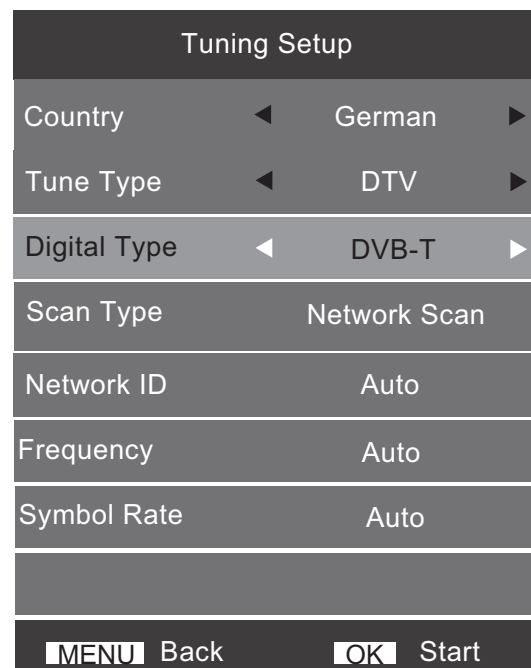 Tuning Setup
Country ◀ German ▶
Tune Type ◀ DTV ▶
Digital Type ◀ DVB-T ▶
Scan Type Network Scan
Network ID Auto
Frequency Auto
Symbol Rate Auto
MENU Back OK Start